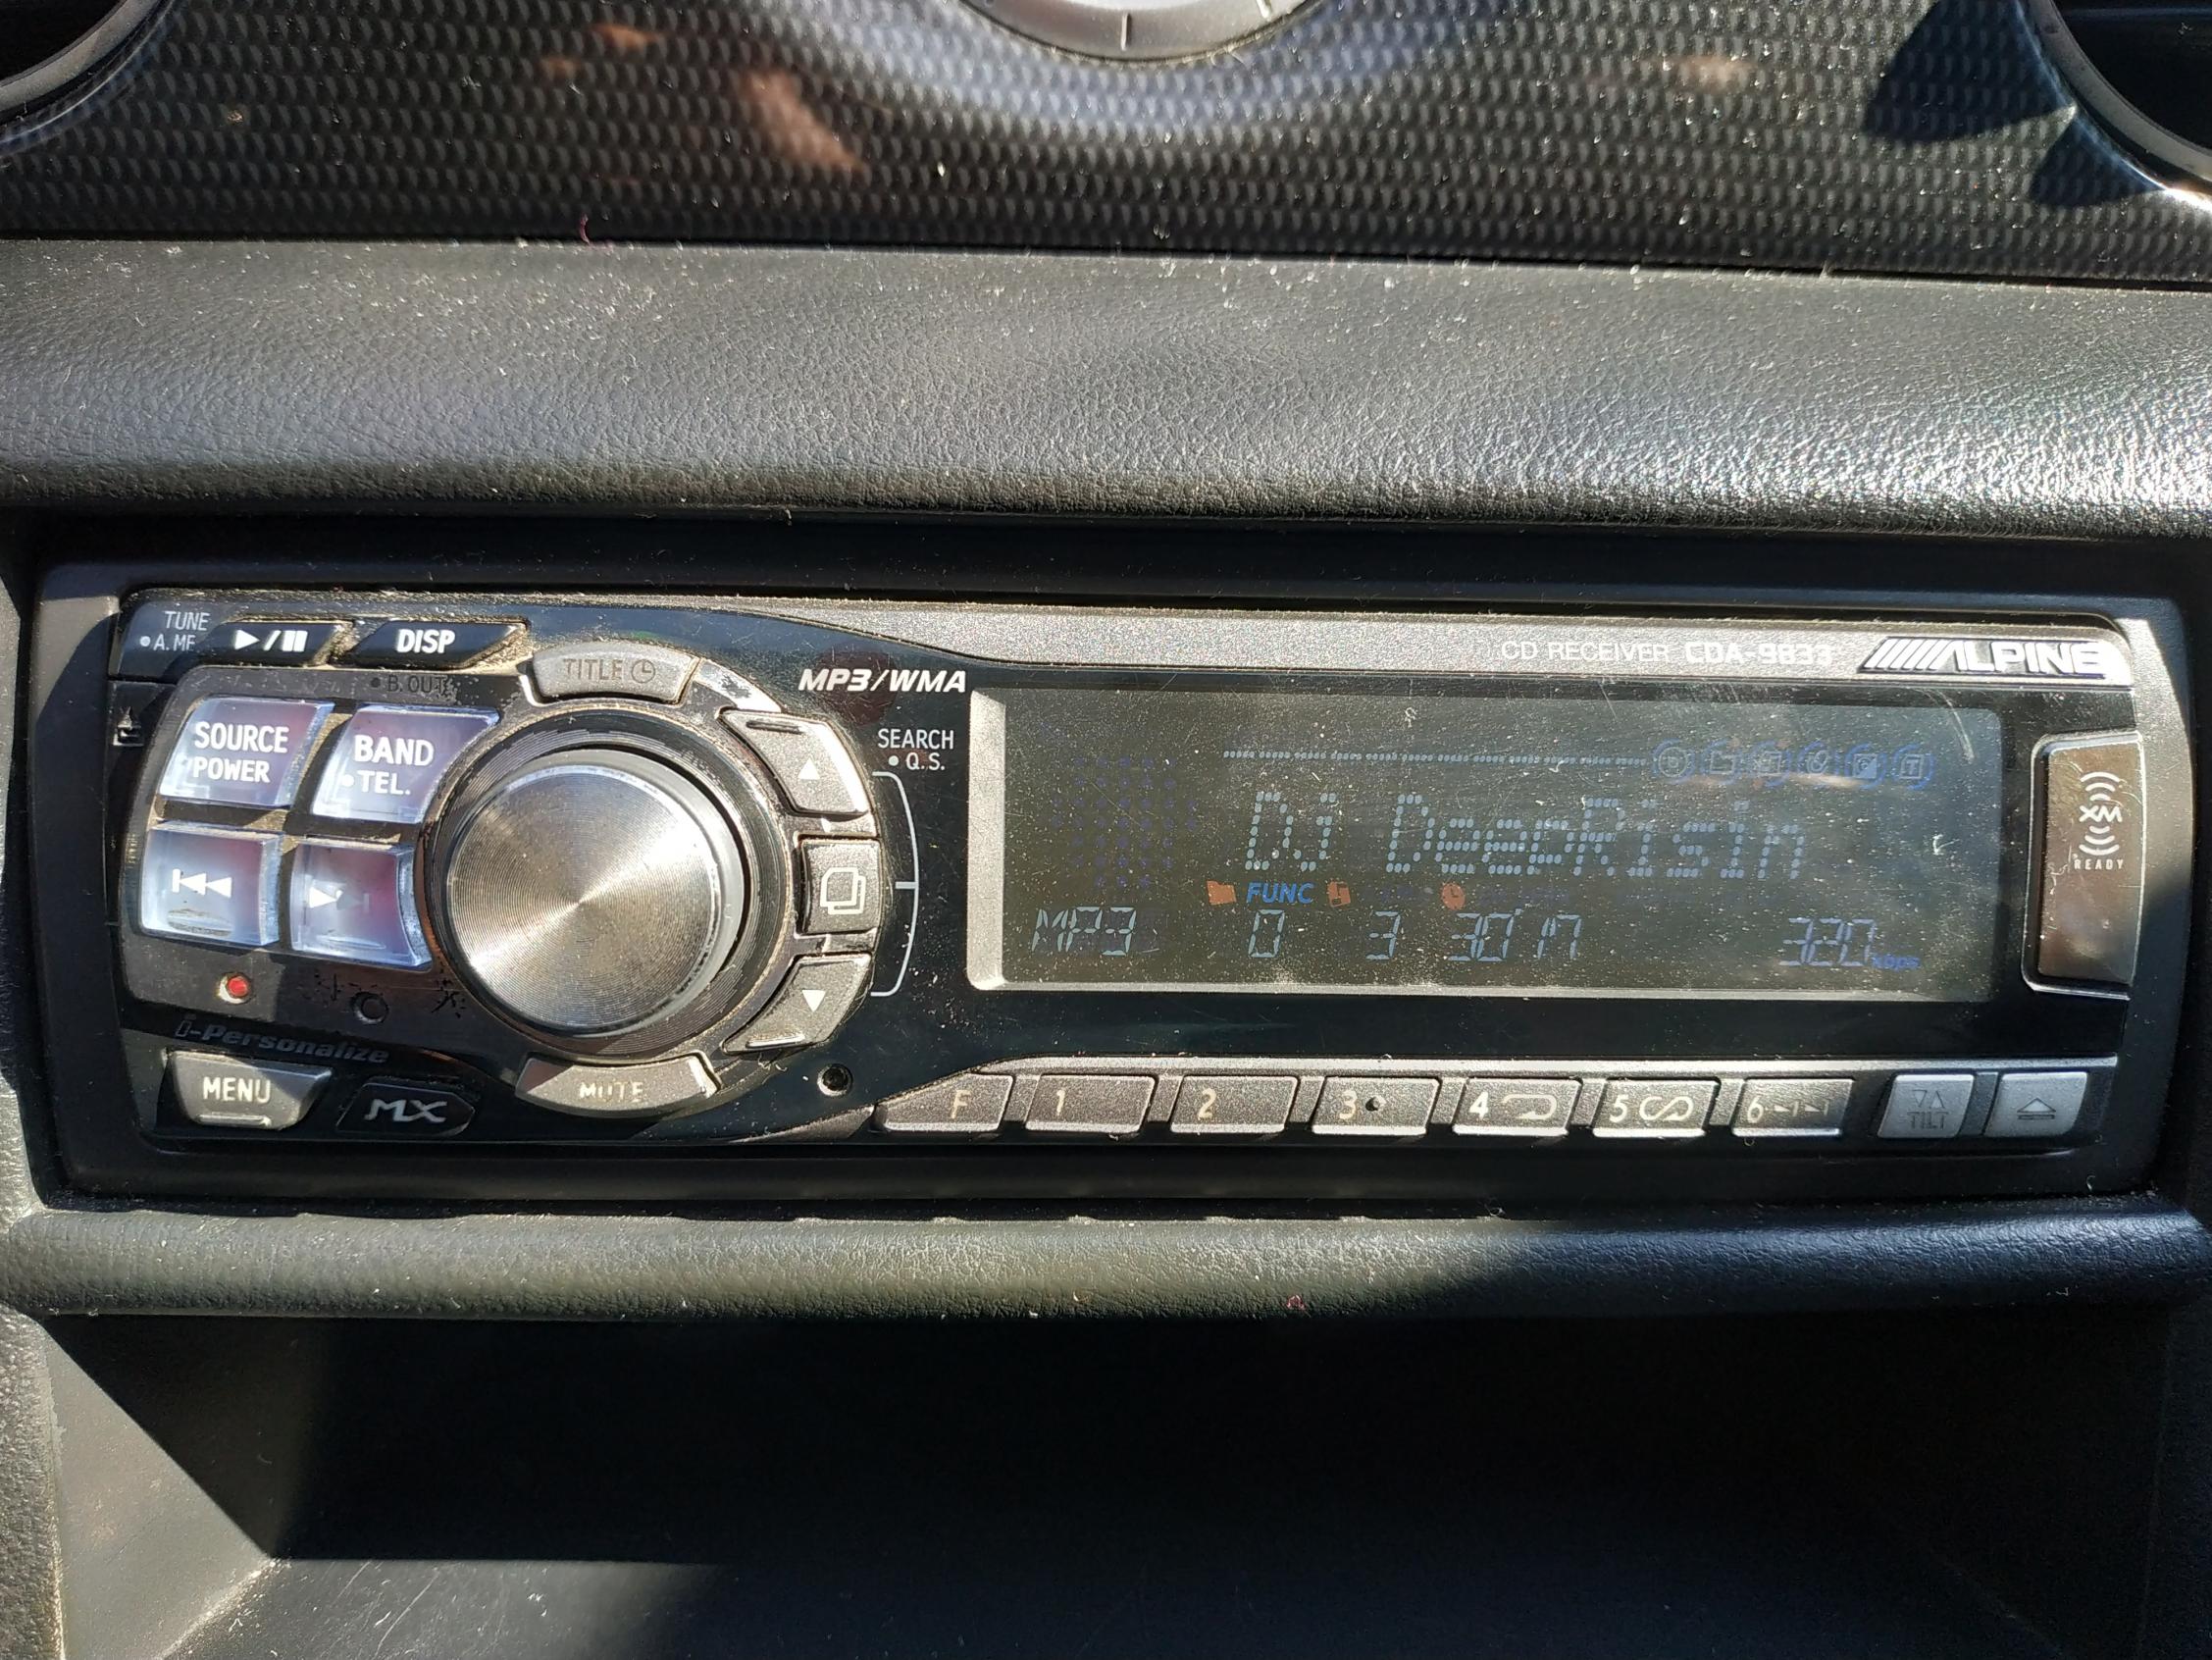 TUNE
• A.ME
DISP
TITLE
• B.OUT
SOURCE
• POWER
BAND
• TEL.
MP3/WMA
SEARCH
• Q.S.
CD RECEIVER CDA-9833
ALPINE
DJ DeepRisin
FUNC
MP3 0 3 30'17 320 kbps
XM
READY
i-Personalize
MENU
MX
MUTE
F 1 2 3 4 5 6 TILT